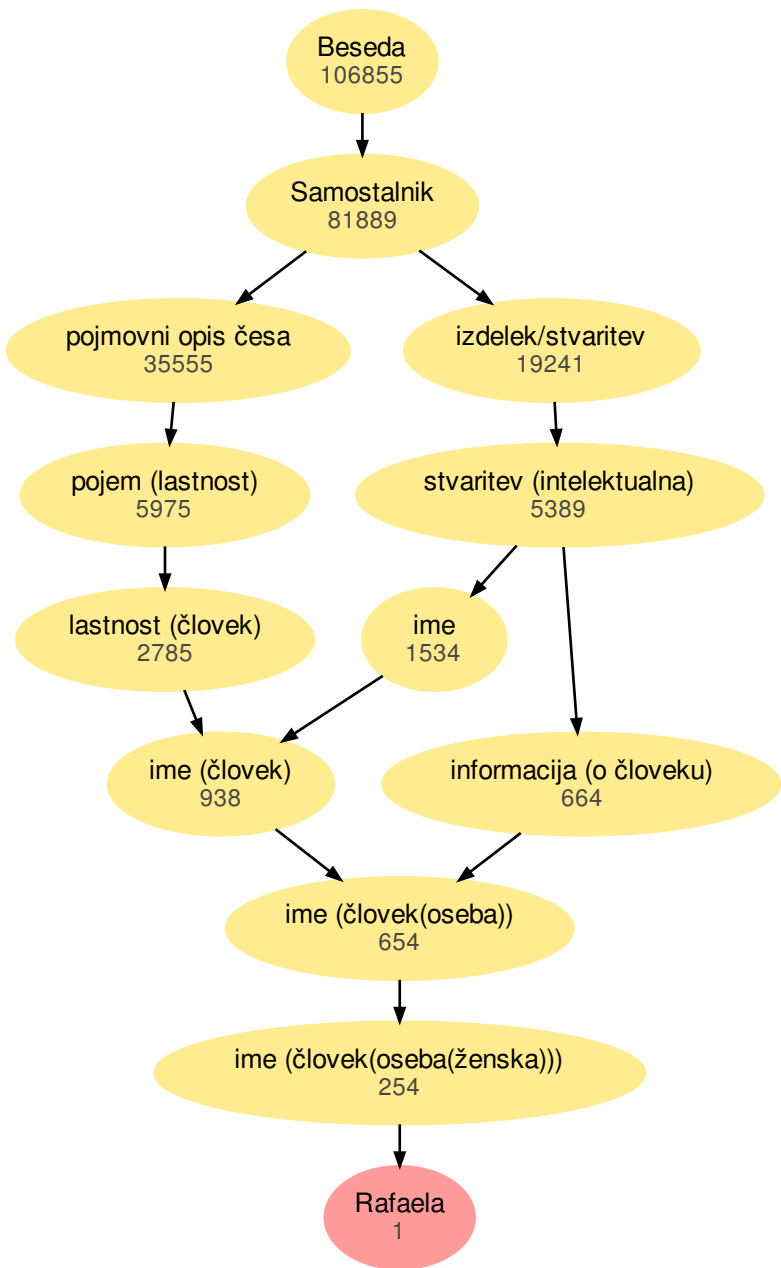 Beseda
106855
Samostalnik
81889
pojmovni opis česa
35555
izdelek/stvaritev
19241
pojem (lastnost)
5975
stvaritev (intelektualna)
5389
lastnost (človek)
2785
ime
1534
ime (človek)
938
informacija (o človeku)
664
ime (človek(oseba))
654
ime (človek(oseba(ženska)))
254
Rafaela
1